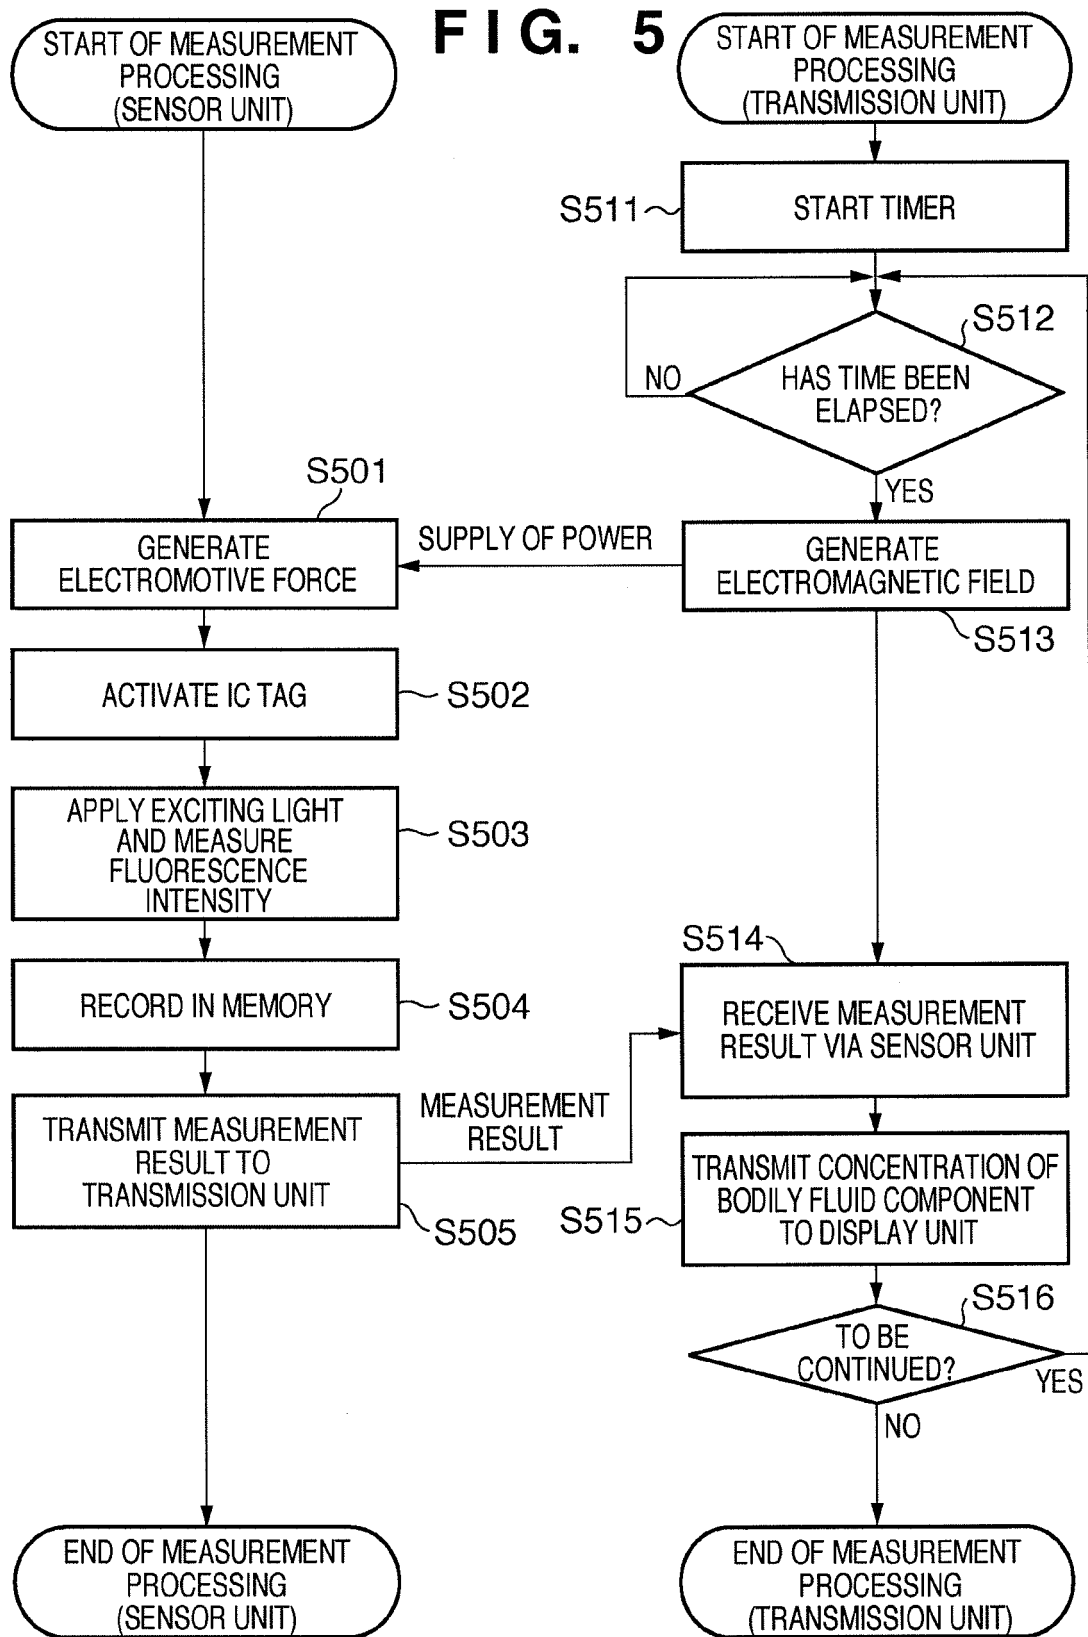 FIG. 5
START OF MEASUREMENT
PROCESSING
(SENSOR UNIT)
START OF MEASUREMENT
PROCESSING
(TRANSMISSION UNIT)
S511
START TIMER
S512
HAS TIME BEEN
ELAPSED?
NO
YES
S501
GENERATE
ELECTROMOTIVE FORCE
SUPPLY OF POWER
GENERATE
ELECTROMAGNETIC FIELD
S513
ACTIVATE IC TAG
S502
APPLY EXCITING LIGHT
AND MEASURE
FLUORESCENCE
INTENSITY
S503
RECORD IN MEMORY
S504
S514
RECEIVE MEASUREMENT
RESULT VIA SENSOR UNIT
TRANSMIT MEASUREMENT
RESULT TO
TRANSMISSION UNIT
S505
MEASUREMENT
RESULT
TRANSMIT CONCENTRATION OF
BODILY FLUID COMPONENT
TO DISPLAY UNIT
S515
S516
TO BE
CONTINUED?
YES
NO
END OF MEASUREMENT
PROCESSING
(SENSOR UNIT)
END OF MEASUREMENT
PROCESSING
(TRANSMISSION UNIT)